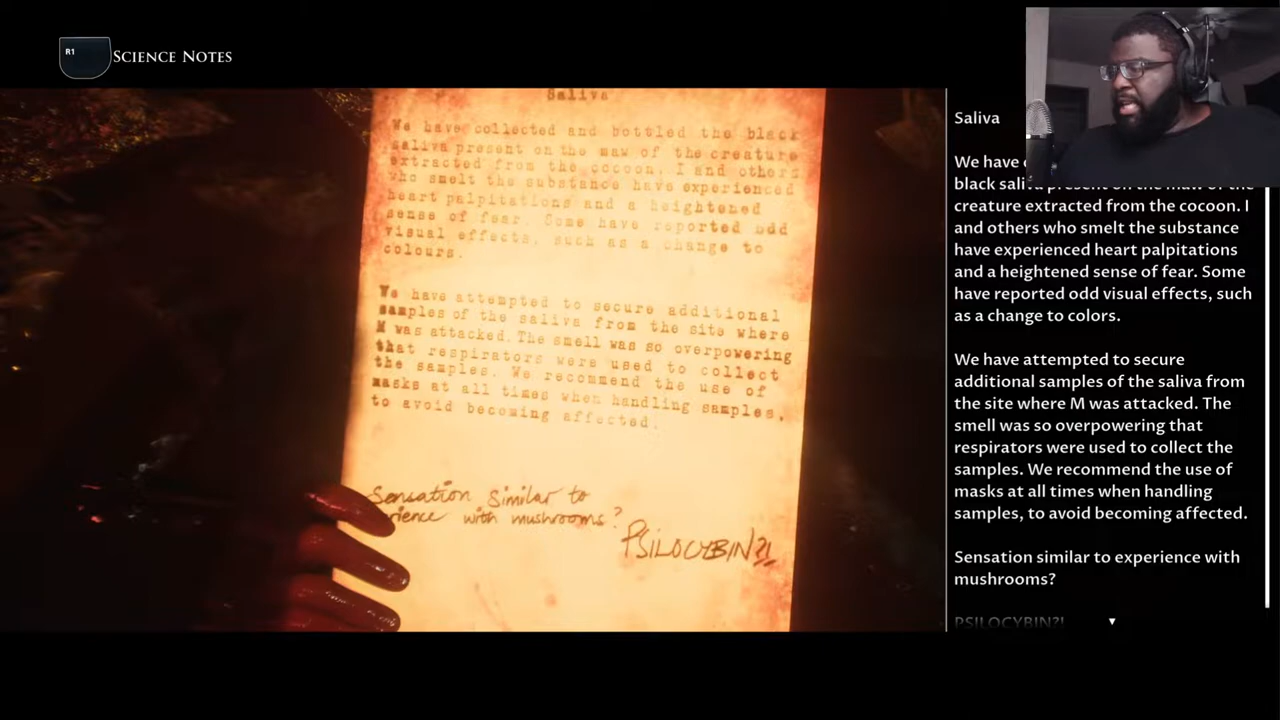 R1
SCIENCE NOTES
Saliva
We have collected and bottled the black
saliva present on the maw of the creature
extracted from the cocoon. I and others
who smelt the substance have experienced
heart palpitations and a heightened
sense of fear. Some have reported odd
visual effects, such as a change to
colours.
We have attempted to secure additional
samples of the saliva from the site where
M was attacked. The smell was so overpowering
that respirators were used to collect
the samples. We recommend the use of
masks at all times when handling samples,
to avoid becoming affected.
Sensation similar to
rience with mushrooms?
PSILOCYBIN?!
Saliva
We have
black saliva present on the maw of the
creature extracted from the cocoon. I
and others who smelt the substance
have experienced heart palpitations
and a heightened sense of fear. Some
have reported odd visual effects, such
as a change to colors.
We have attempted to secure
additional samples of the saliva from
the site where M was attacked. The
smell was so overpowering that
respirators were used to collect the
samples. We recommend the use of
masks at all times when handling
samples, to avoid becoming affected.
Sensation similar to experience with
mushrooms?
PSILOCYBIN?!